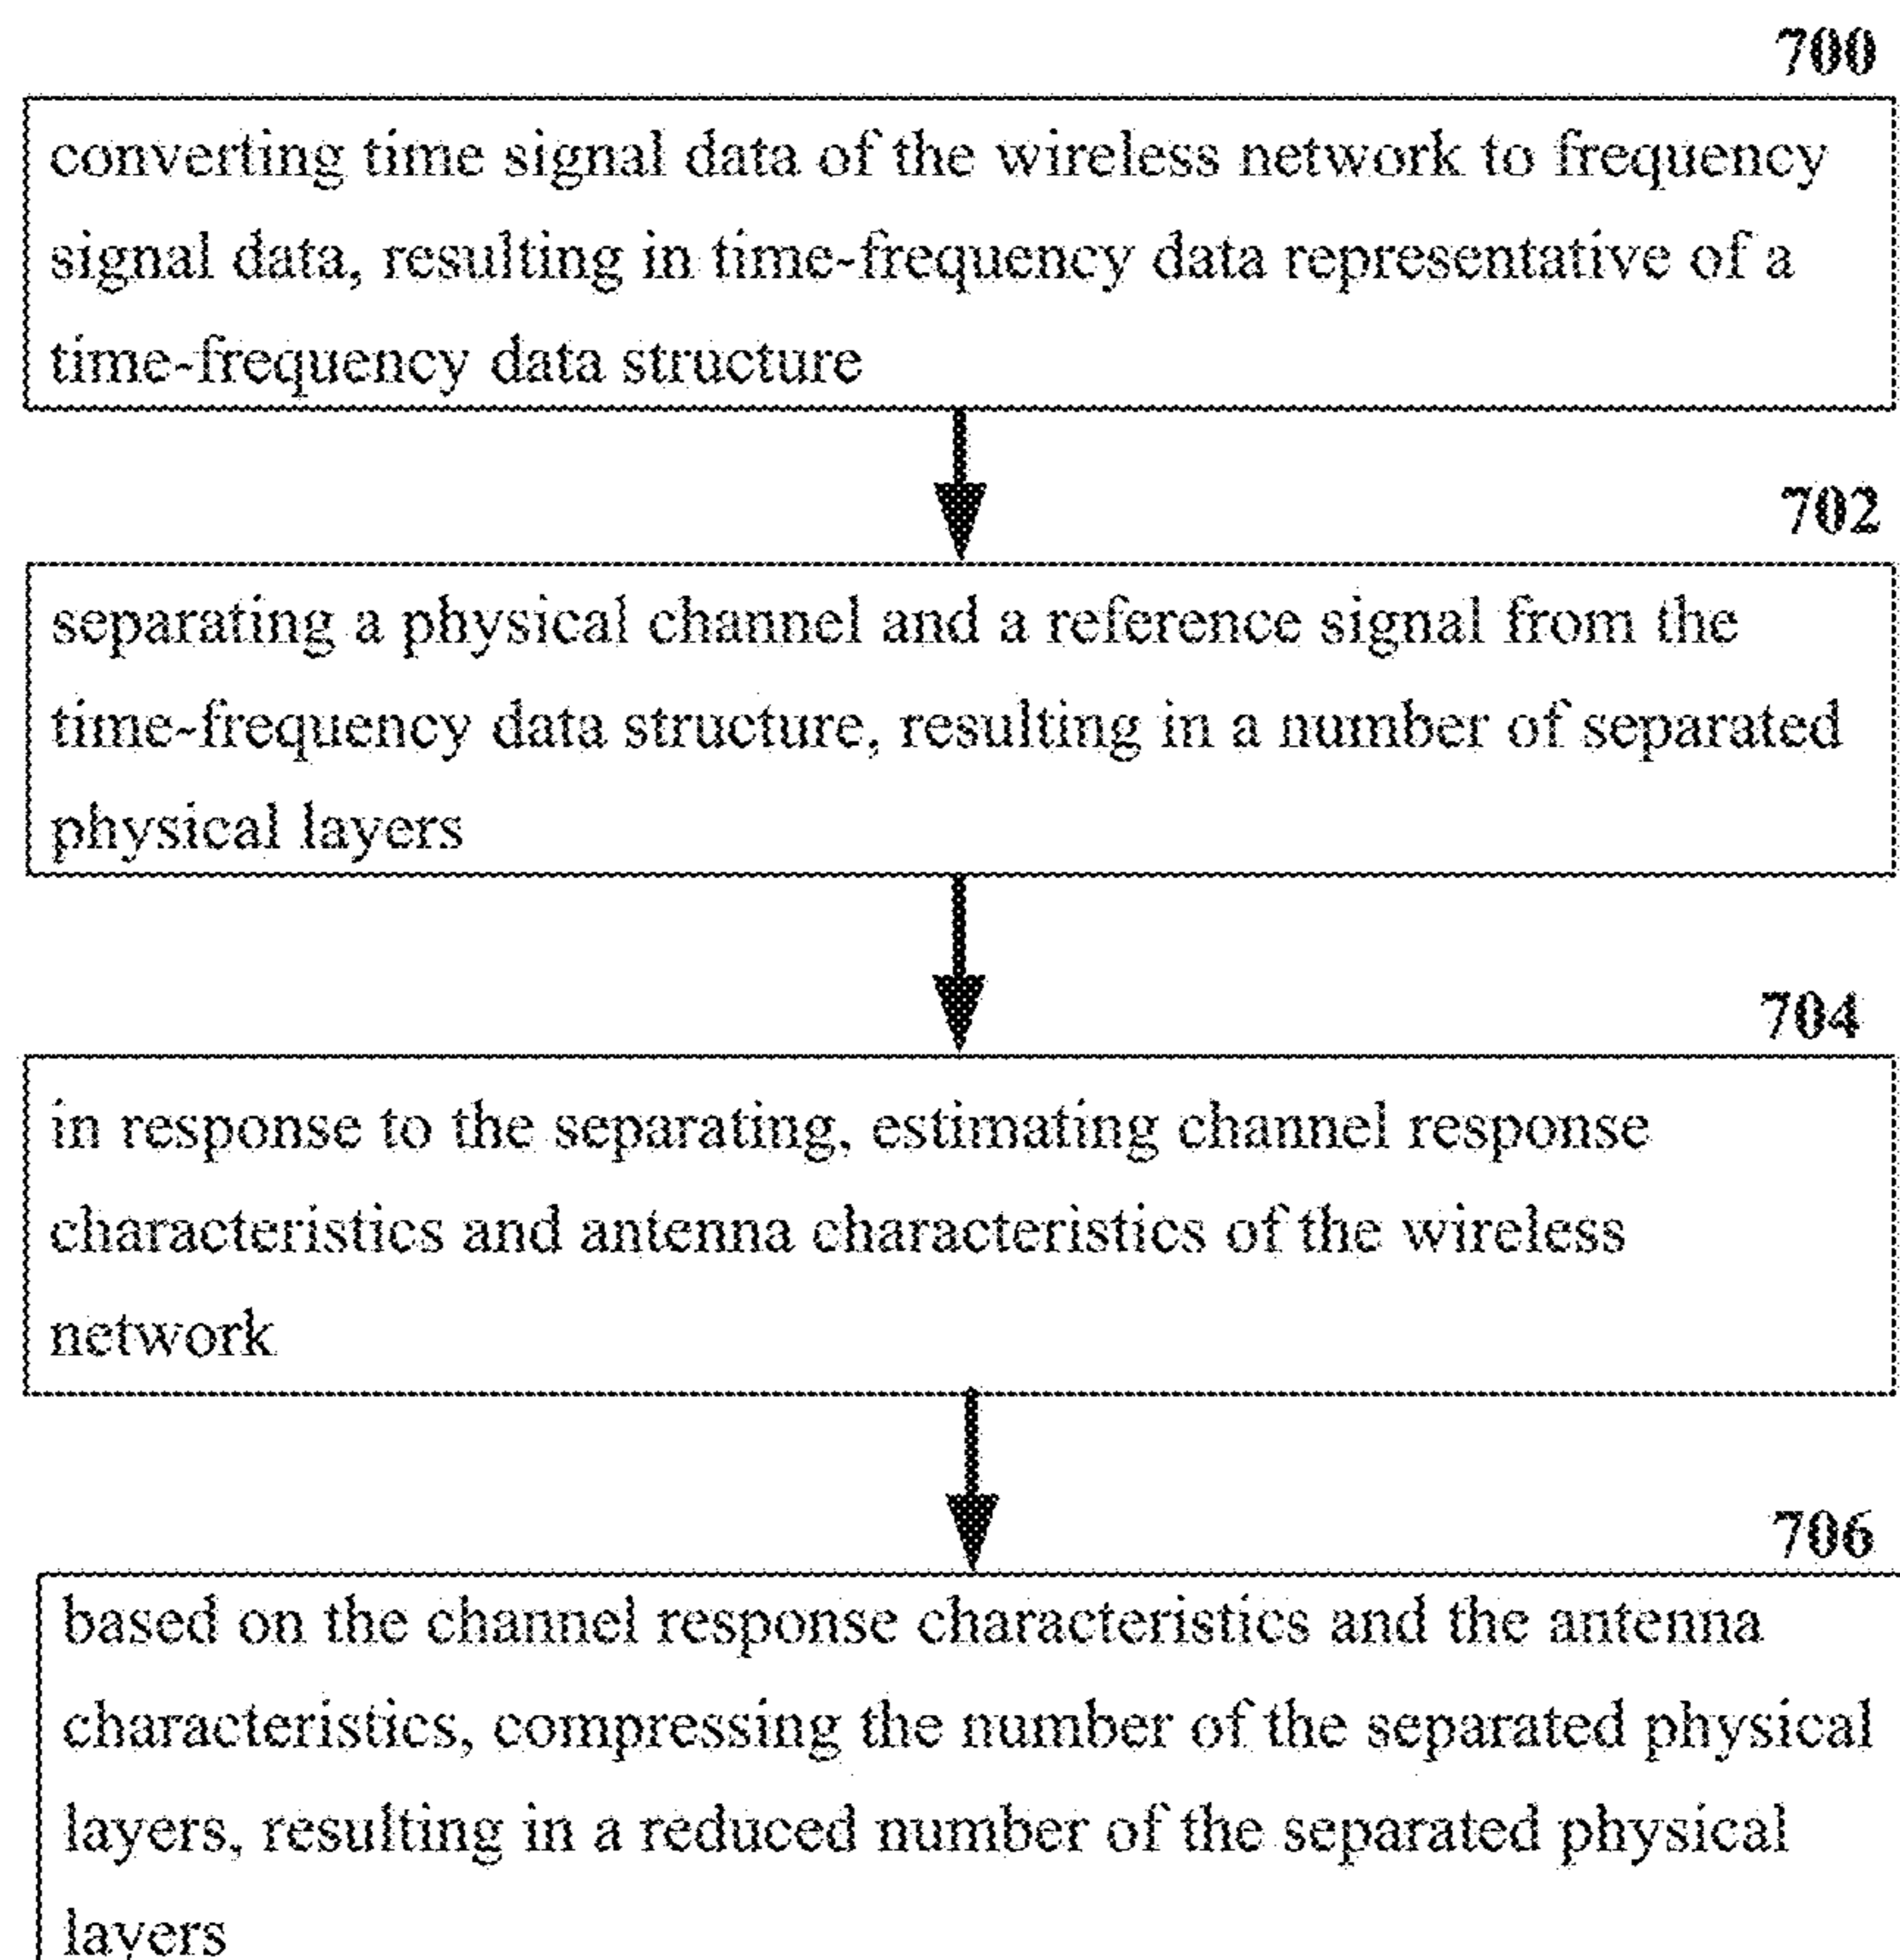 700
converting time signal data of the wireless network to frequency
signal data, resulting in time-frequency data representative of a
time-frequency data structure
702
separating a physical channel and a reference signal from the
time-frequency data structure, resulting in a number of separated
physical layers
704
in response to the separating, estimating channel response
characteristics and antenna characteristics of the wireless
network
706
based on the channel response characteristics and the antenna
characteristics, compressing the number of the separated physical
layers, resulting in a reduced number of the separated physical
layers